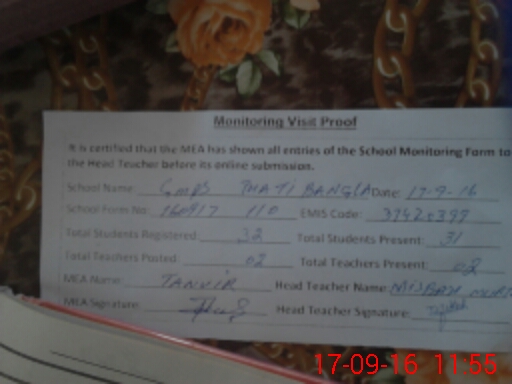 Monitoring Visit Proof
It is certified that the MEA has shown all entries of the School Monitoring Form to
the Head Teacher before its online submission.
School Name GMPS THATI BANGLA Date: 17-9-16
School Form No: 160917 110 EMIS Code:
Total Students Registered: 32 Total Students Present: 31
Total Teachers Posted: 02 Total Teachers Present: 02
MEA Name: TANVIR Head Teacher Name: MISBAH
MEA Signature: Head Teacher Signature:
17-09-16 11:55